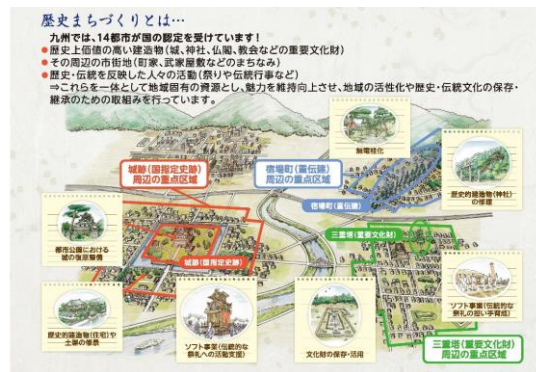 歴史まちづくりとは…
九州では、14都市が国の認定を受けています！
●歴史上価値の高い建造物（城、神社、仏閣、教会などの重要文化財）
●その周辺の市街地（町家、武家屋敷などのまちなみ）
●歴史・伝統を反映した人々の活動（祭りや伝統行事など）
⇒これらを一体として地域固有の資源とし、魅力を維持向上させ、地域の活性化や歴史・伝統文化の保存・
継承のための取組みを行っています。
無電柱化
城跡（国指定史跡）
周辺の重点区域
宿場町（重伝建）
周辺の重点区域
歴史的建造物（神社）
の修理
宿場町（重伝建）
都市公園における
城の復原整備
三重塔（重要文化財）
城跡（国指定史跡）
歴史的建造物（住宅）や
土塀の修景
ソフト事業（伝統的な
祭礼への活動支援）
文化財の保存・活用
ソフト事業（伝統的な
祭礼の担い手育成）
三重塔（重要文化財）
周辺の重点区域